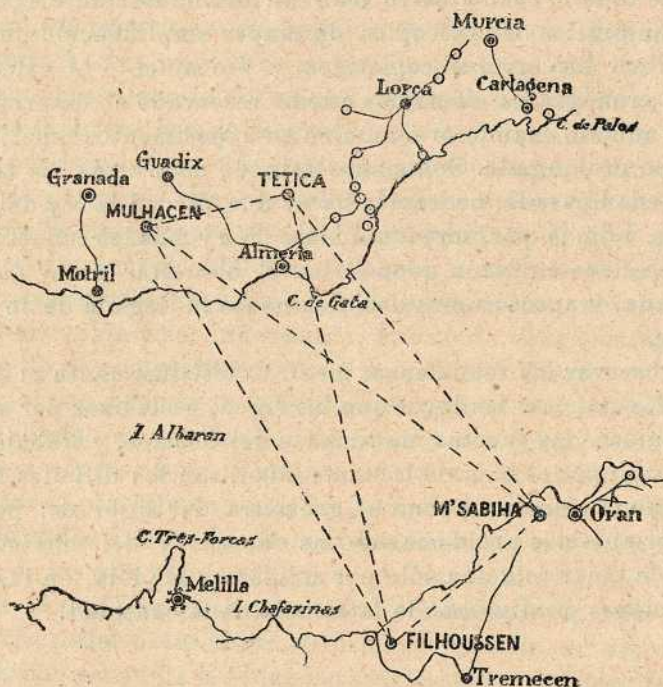 Murcia
Lorca
Cartagena
C. de Palos
Guadix
Granada
TETICA
MULHACEN
Almeria
Motril
C. de Gata
I. Alboran
M'SABIHA
Oran
C. Tres-Forcas
Melilla
I. Chafarinas
FILHOUSSEN
Tremecen